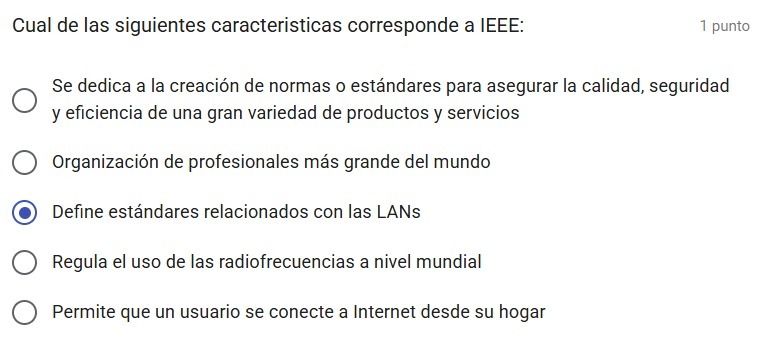 Cual de las siguientes caracteristicas corresponde a IEEE:
1 punto
Se dedica a la creación de normas o estándares para asegurar la calidad, seguridad
y eficiencia de una gran variedad de productos y servicios
Organización de profesionales más grande del mundo
Define estándares relacionados con las LANs
Regula el uso de las radiofrecuencias a nivel mundial
Permite que un usuario se conecte a Internet desde su hogar